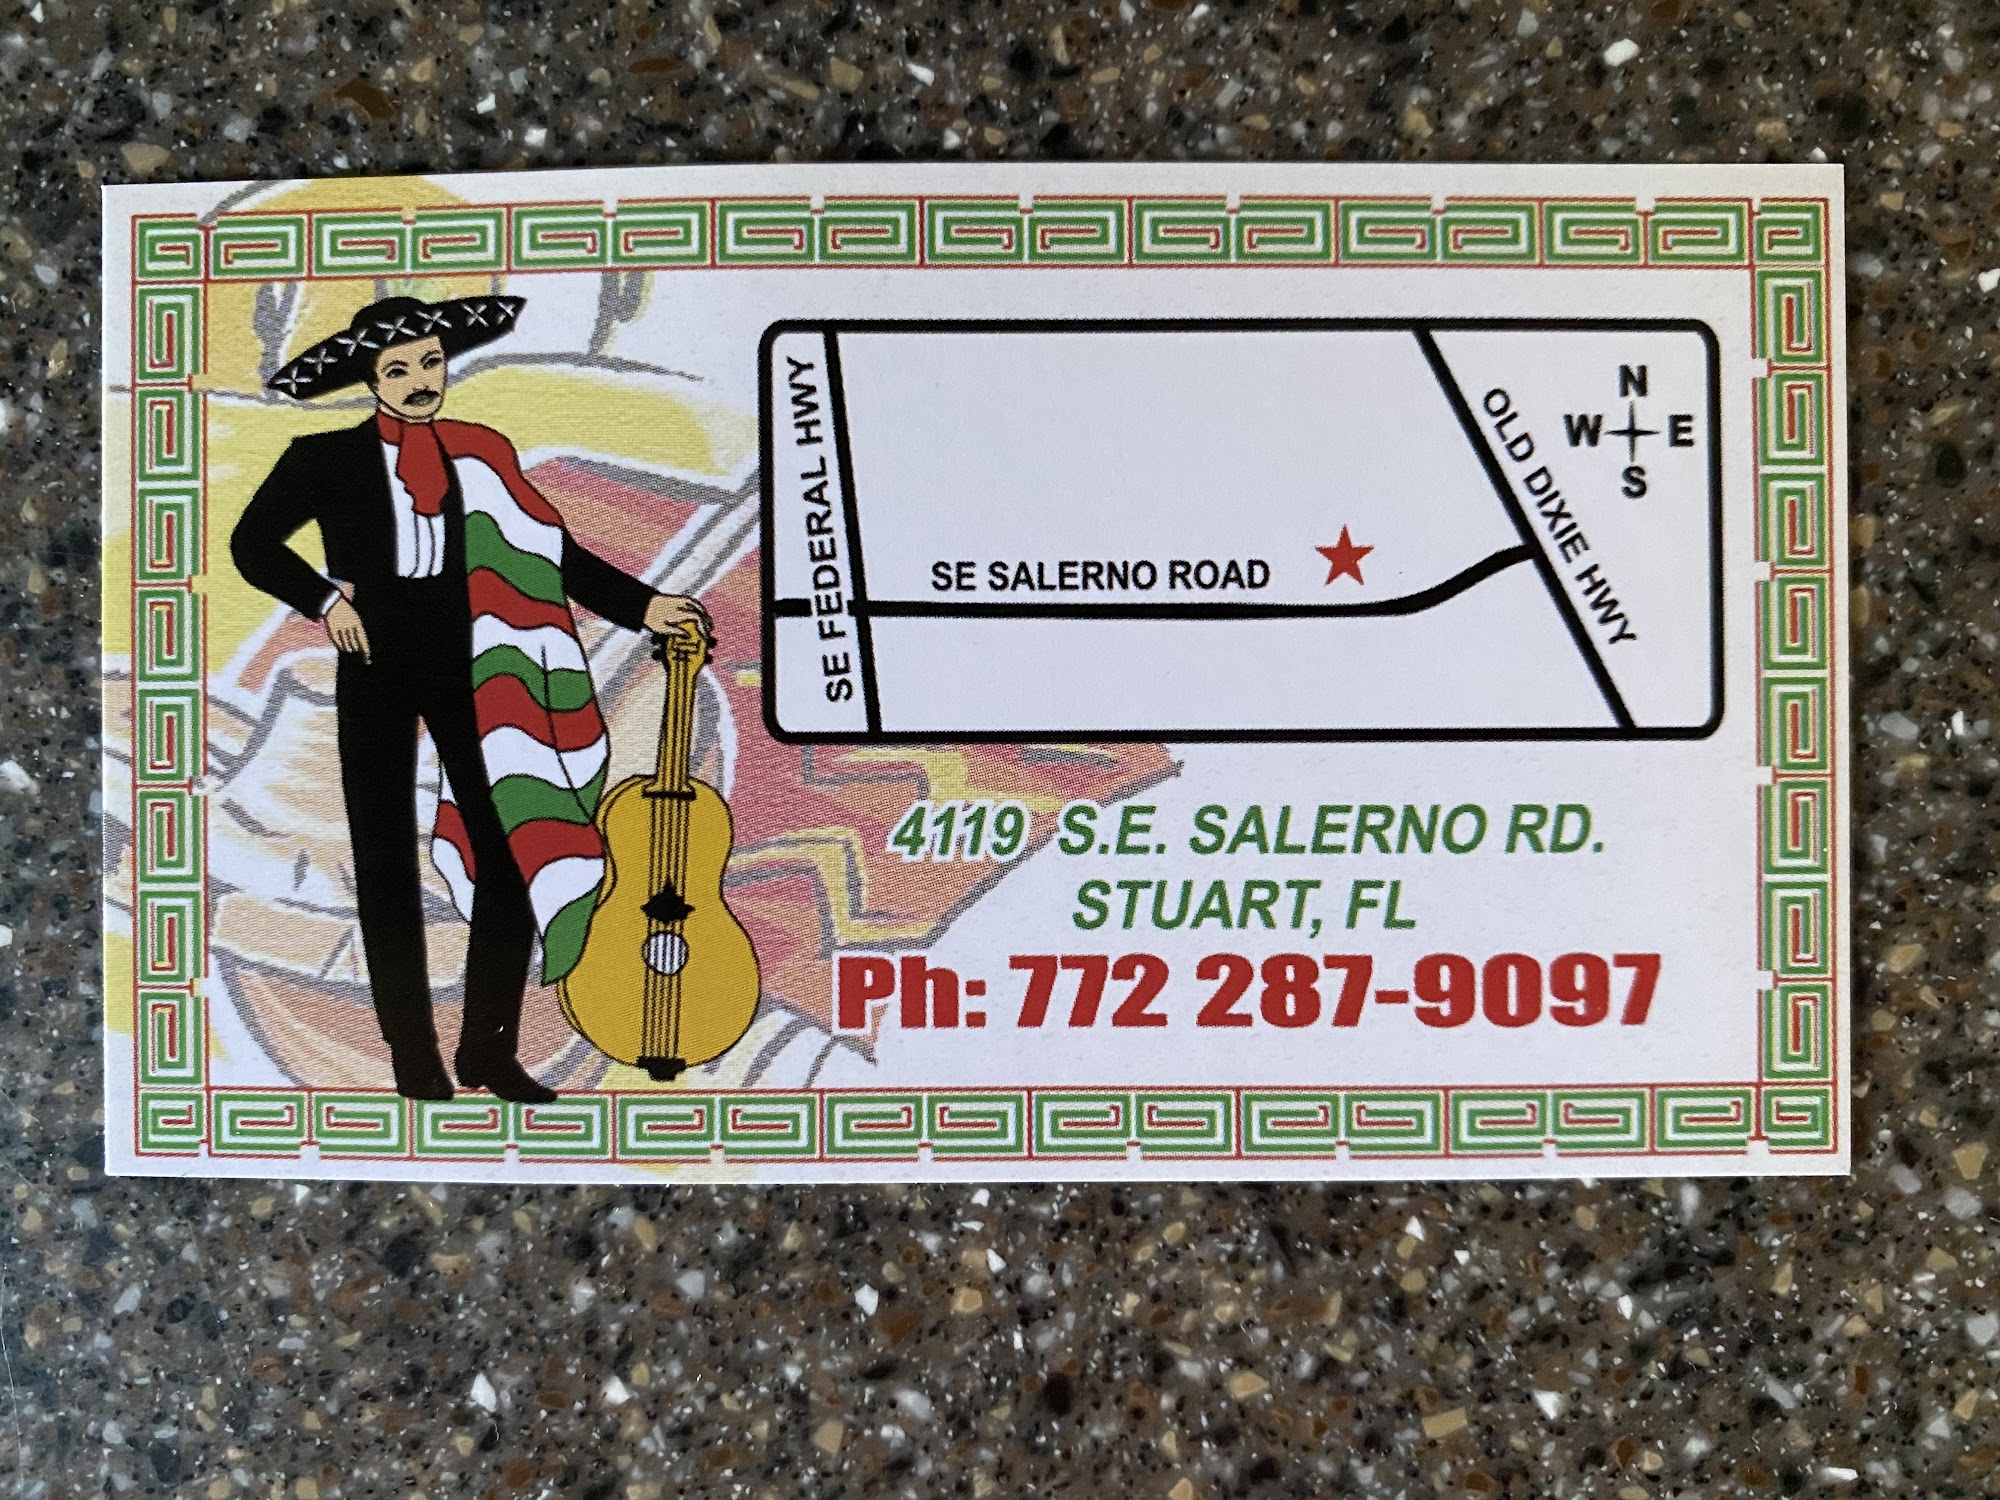 SE FEDERAL HWY
SE SALERNO ROAD
OLD DIXIE HWY
N
W E
S
4119 S.E. SALERNO RD.
STUART, FL
Ph: 772 287-9097